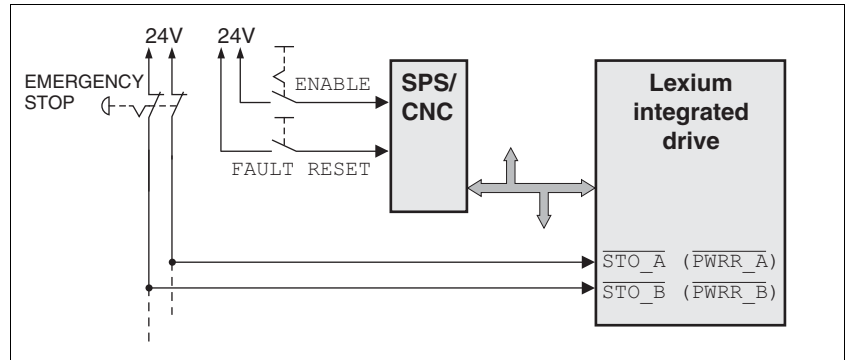 24V
24V
EMERGENCY
STOP
ENABLE
FAULT RESET
SPS/
CNC
Lexium
integrated
drive
STO_A (PWRR_A)
STO_B (PWRR_B)